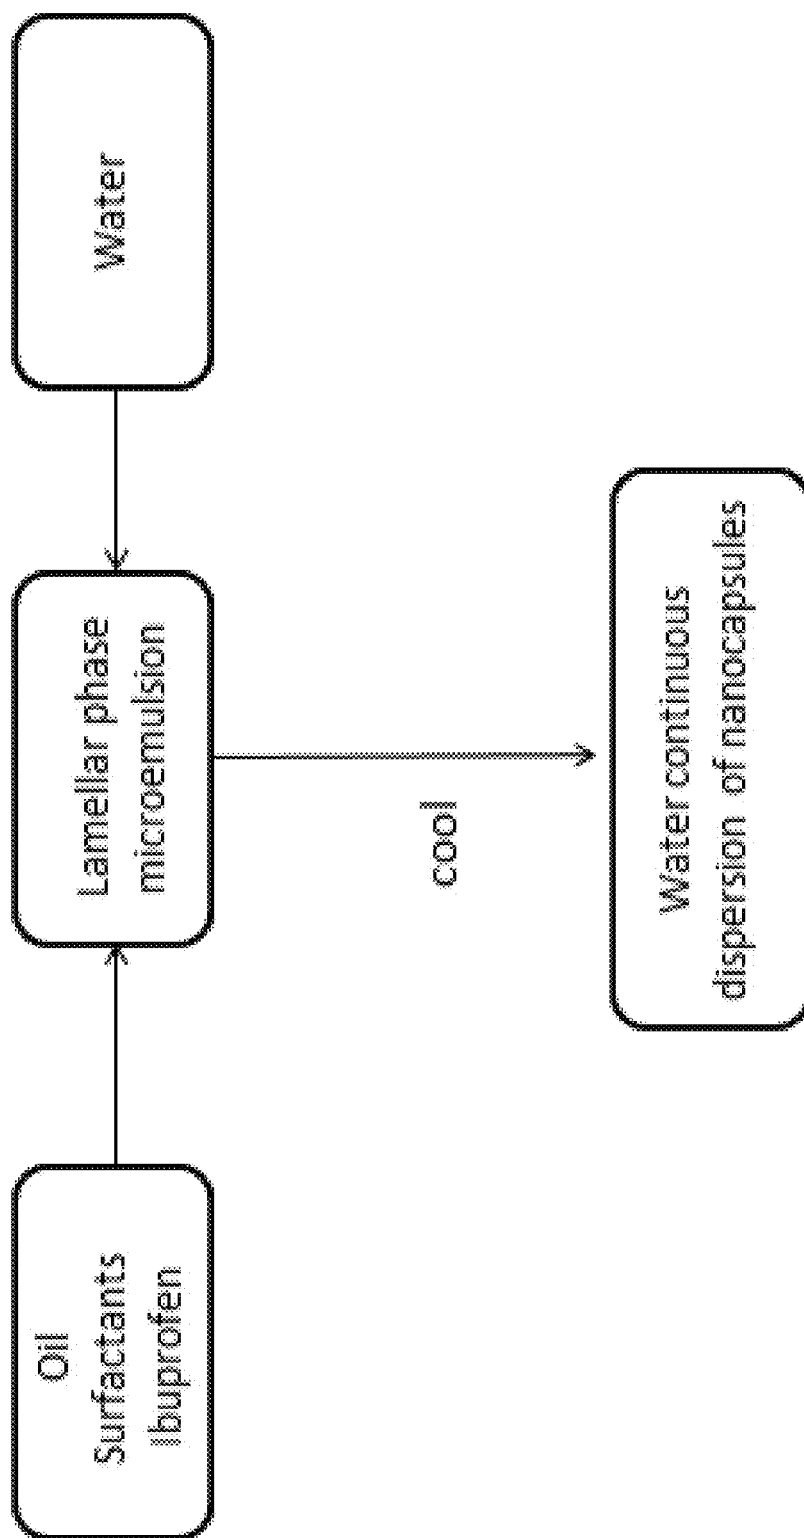 Oil
Surfactants
Ibuprofen
Lamellar phase
microemulsion
Water
cool
Water continuous
dispersion of nanocapsules